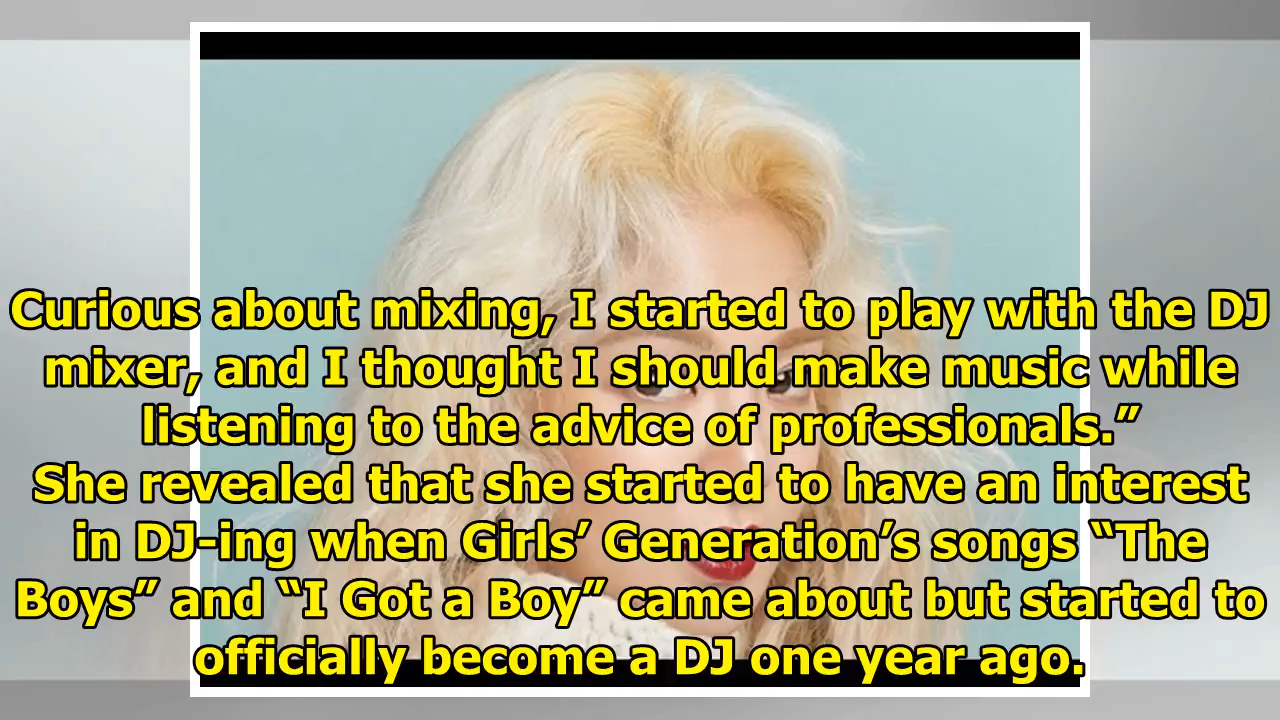 Curious about mixing, I started to play with the DJ
mixer, and I thought I should make music while
listening to the advice of professionals.”
She revealed that she started to have an interest
in DJ-ing when Girls’ Generation’s songs “The
Boys” and “I Got a Boy” came about but started to
officially become a DJ one year ago.